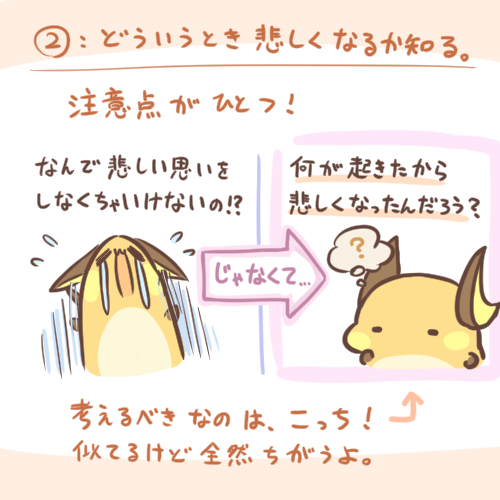 ②：どういうとき悲しくなるか知る。
注意点がひとつ！
なんで悲しい思いを
しなくちゃいけないの!?
何が起きたから
悲しくなったんだろう？
?
じゃなくて…
考えるべきなのは、こっち！
似てるけど全然ちがうよ。